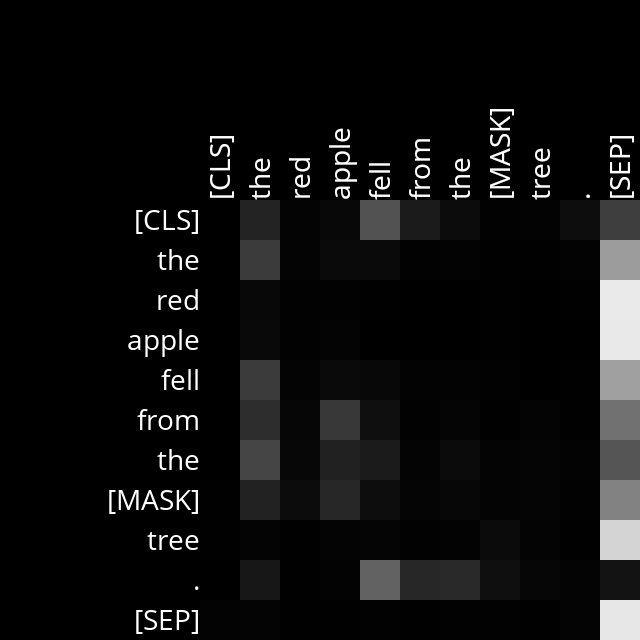 [CLS] the red apple fell from the [MASK] tree . [SEP]
[CLS]
the
red
apple
fell
from
the
[MASK]
tree
.
[SEP]